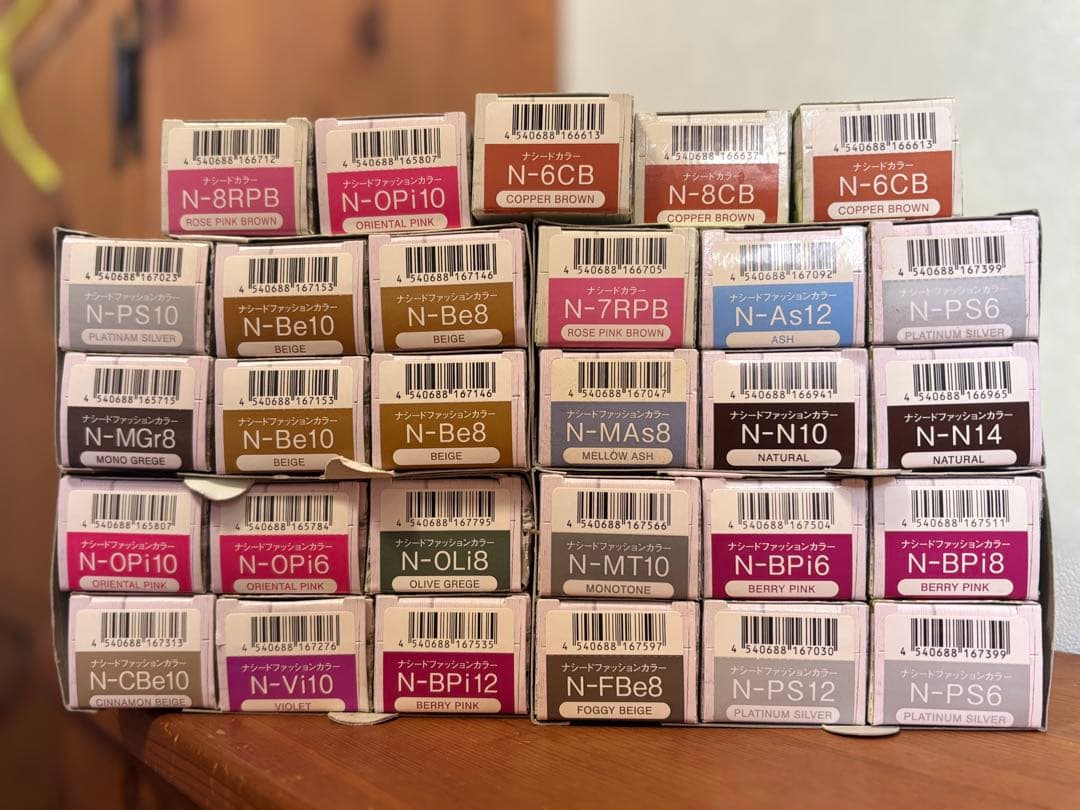 4 540688 166712
ナシードカラー
N-8RPB
ROSE PINK BROWN
4 540688 165807
ナシードファッションカラー
N-OPi10
ORIENTAL PINK
4 540688 166613
ナシードカラー
N-6CB
COPPER BROWN
4 540688 166637
ナシードカラー
N-8CB
COPPER BROWN
4 540688 166613
ナシードカラー
N-6CB
COPPER BROWN
4 540688 167023
ナシードファッションカラー
N-PS10
PLATINAM SILVER
4 540688 167153
ナシードファッションカラー
N-Be10
BEIGE
4 540688 167146
ナシードファッションカラー
N-Be8
BEIGE
4 540688 166705
ナシードカラー
N-7RPB
ROSE PINK BROWN
4 540688 167092
ナシードファッションカラー
N-As12
ASH
4 540688 167399
ナシードファッションカラー
N-PS6
PLATINUM SILVER
4 540688 165715
ナシードファッションカラー
N-MGr8
MONO GREGE
4 540688 167153
ナシードファッションカラー
N-Be10
BEIGE
4 540688 167146
ナシードファッションカラー
N-Be8
BEIGE
4 540688 167047
ナシードファッションカラー
N-MAs8
MELLOW ASH
4 540688 166941
ナシードファッションカラー
N-N10
NATURAL
4 540688 166965
ナシードファッションカラー
N-N14
NATURAL
4 540688 165807
ナシードファッションカラー
N-OPi10
ORIENTAL PINK
4 540688 165784
ナシードファッションカラー
N-OPi6
ORIENTAL PINK
4 540688 167795
ナシードファッションカラー
N-OLi8
OLIVE GREGE
4 540688 167566
ナシードファッションカラー
N-MT10
MONOTONE
4 540688 167504
ナシードファッションカラー
N-BPi6
BERRY PINK
4 540688 167511
ナシードファッションカラー
N-BPi8
BERRY PINK
4 540688 167313
ナシードファッションカラー
N-CBe10
CINNAMON BEIGE
4 540688 167276
ナシードファッションカラー
N-Vi10
VIOLET
4 540688 167535
ナシードファッションカラー
N-BPi12
BERRY PINK
4 540688 167597
ナシードファッションカラー
N-FBe8
FOGGY BEIGE
4 540688 167030
ナシードファッションカラー
N-PS12
PLATINUM SILVER
4 540688 167399
ナシードファッションカラー
N-PS6
PLATINUM SILVER